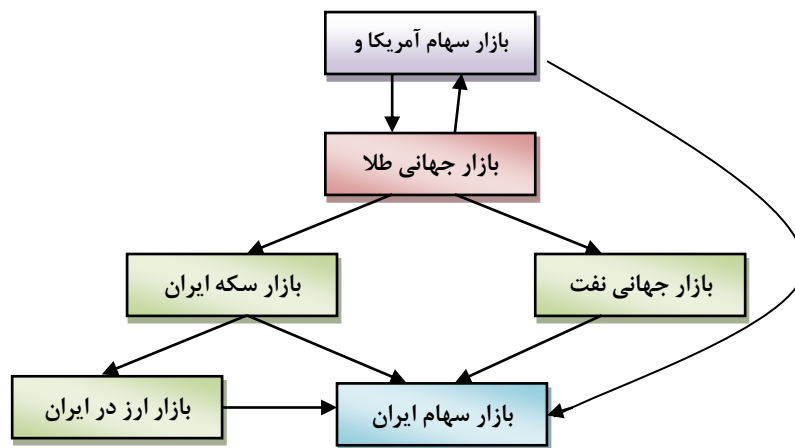 بازار سهام آمریکا و
بازار جهانی طلا
بازار جهانی نفت
بازار سکه ایران
بازار سهام ایران
بازار ارز در ایران